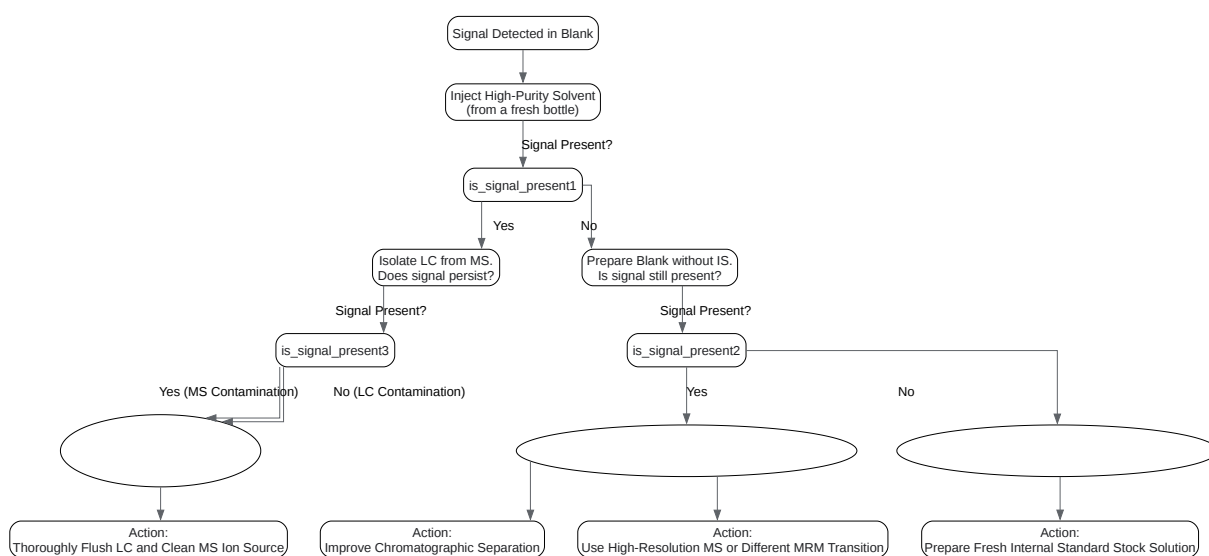 Signal Detected in Blank
Inject High-Purity Solvent
(from a fresh bottle)
Signal Present?
is_signal_present1
Yes
No
Isolate LC from MS.
Does signal persist?
Prepare Blank without IS.
Is signal still present?
Signal Present?
Signal Present?
is_signal_present3
is_signal_present2
Yes (MS Contamination)
No (LC Contamination)
Yes
No
Action:
Thoroughly Flush LC and Clean MS Ion Source
Action:
Improve Chromatographic Separation
Action:
Use High-Resolution MS or Different MRM Transition
Action:
Prepare Fresh Internal Standard Stock Solution